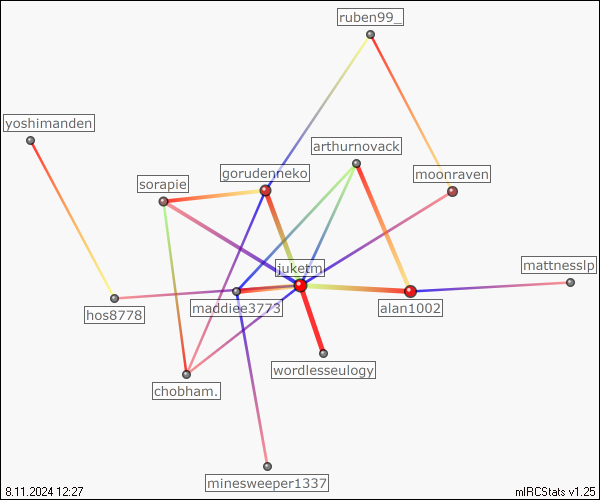 ruben99_
yoshimanden
arthurnovack
gorudenneko
moonraven
sorapie
juketm
mattnesslp
maddiee3773
alan1002
hos8778
wordlesseulogy
chobham.
minesweeper1337
8.11.2024 12:27
mIRCStats v1.25